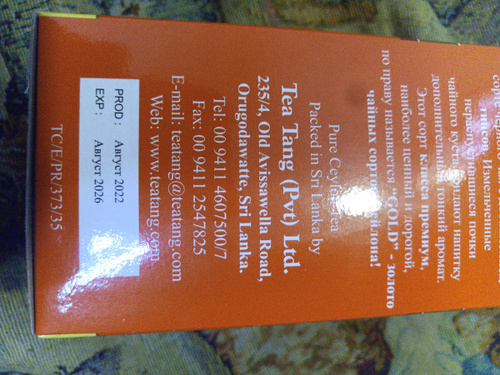 типсов. Измельченные
нераспустившиеся почки
чайного куста придают напитку
дополнительный тонкий аромат.
Этот сорт класса премиум,
наиболее ценный и дорогой,
по праву называется "GOLD" - золото
чайных сортов Цейлона!
Pure Ceylon tea
Packed in Sri Lanka by
Tea Tang (Pvt) Ltd.
235/4, Old Avissawella Road,
Orugodawatte, Sri Lanka.
Tel: 00 9411 4607500/7
Fax: 00 9411 2547825
E-mail: teatang@teatang.com
Web: www.teatang.com
PROD : Август 2022
EXP : Август 2026
TC/E/PR/373/35